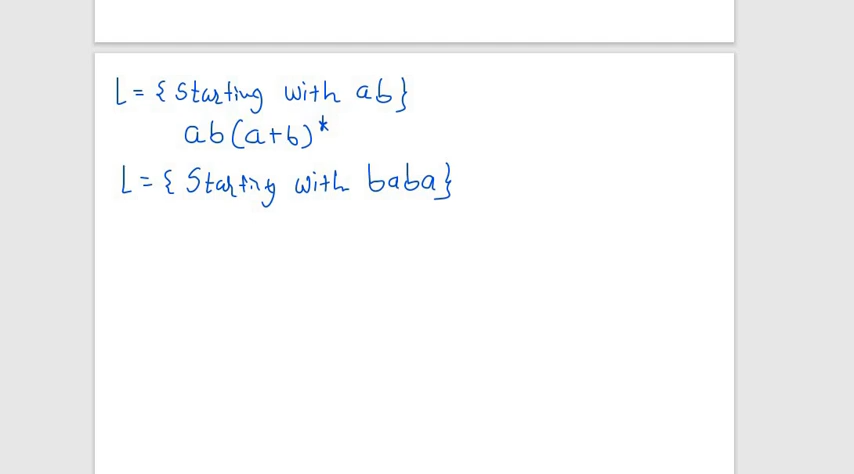 L = { Starting with ab}
ab(a+b)*
L = { Starting with baba}